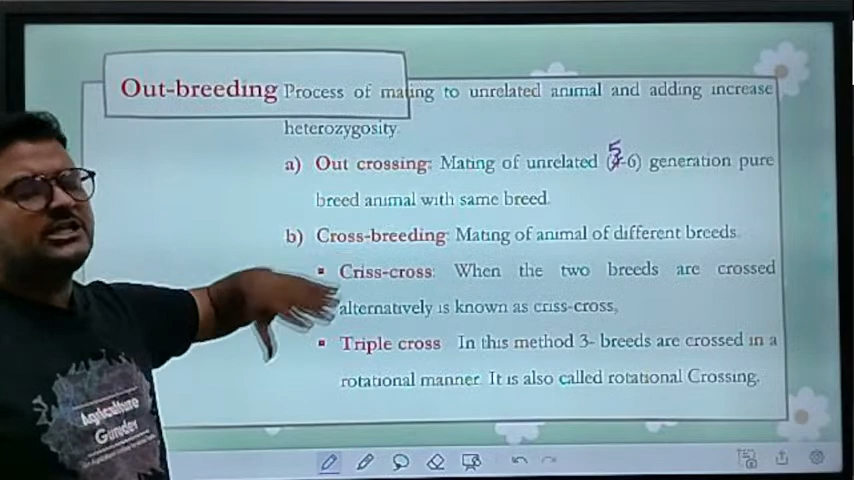 Out-breeding Process of mating to unrelated animal and adding increase
heterozygosity.
a) Out crossing: Mating of unrelated (5-6) generation pure
breed animal with same breed.
b) Cross-breeding: Mating of animal of different breeds.
▪ Criss-cross: When the two breeds are crossed
alternatively is known as criss-cross,
▪ Triple cross In this method 3- breeds are crossed in a
rotational manner. It is also called rotational Crossing.
Agriculture